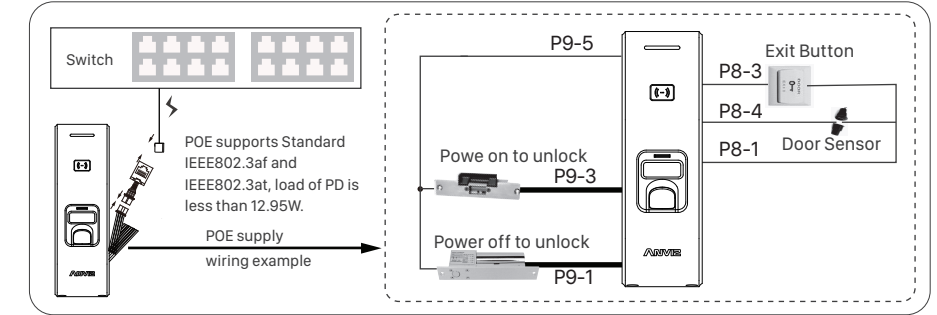 Switch
POE supports Standard
IEEE802.3af and
IEEE802.3at, load of PD is
less than 12.95W.
POE supply
wiring example
ANVIZ
P9-5
Powe on to unlock
P9-3
Power off to unlock
P9-1
ANVIZ
P8-3
Exit Button
P8-4
Door Sensor
P8-1